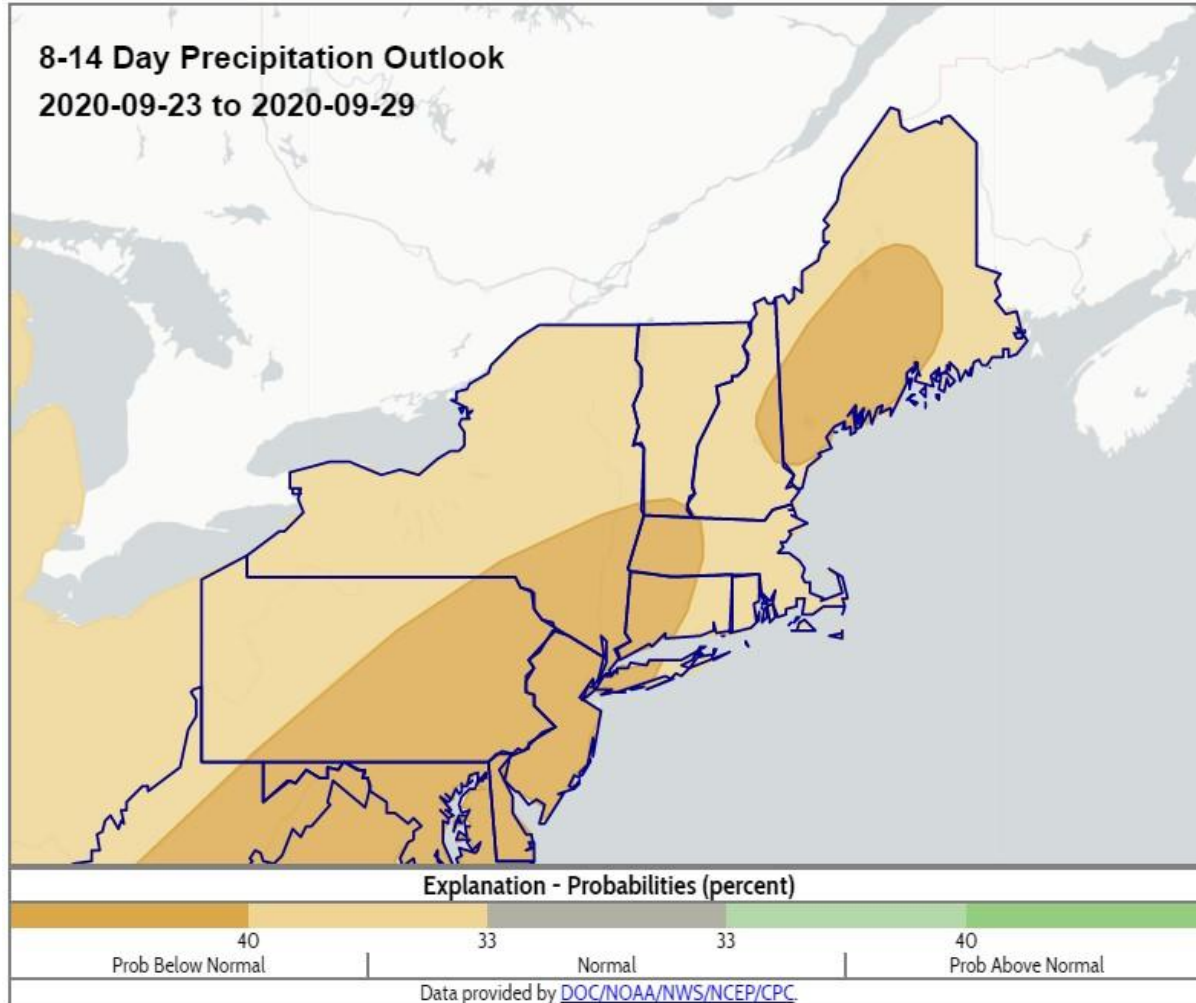 8-14 Day Precipitation Outlook
2020-09-23 to 2020-09-29
Explanation - Probabilities (percent)
40 33 33 40
Prob Below Normal Normal Prob Above Normal
Data provided by DOC/NOAA/NWS/NCEP/CPC.